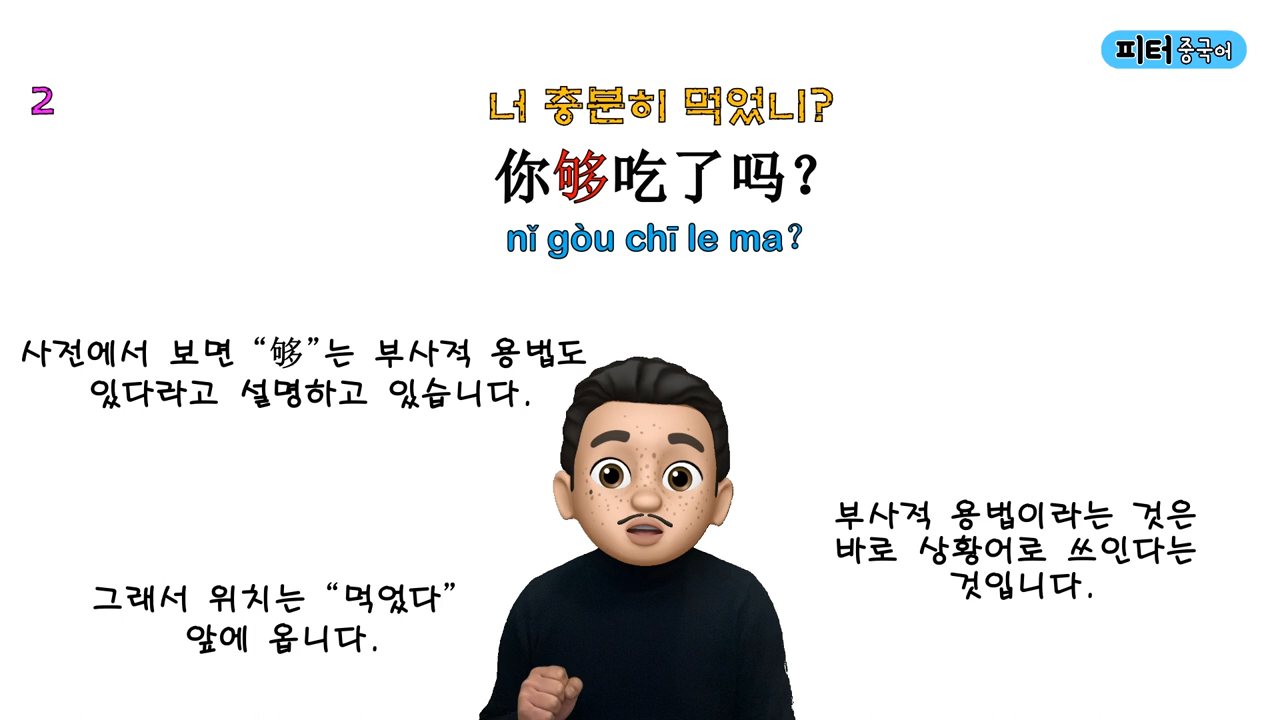 피터 중국어
2
너 충분히 먹었니?
你够吃了吗？
nǐ gòu chī le ma？
사전에서 보면 “够”는 부사적 용법도
있다라고 설명하고 있습니다.
부사적 용법이라는 것은
바로 상황어로 쓰인다는
것입니다.
그래서 위치는 “먹었다”
앞에 옵니다.